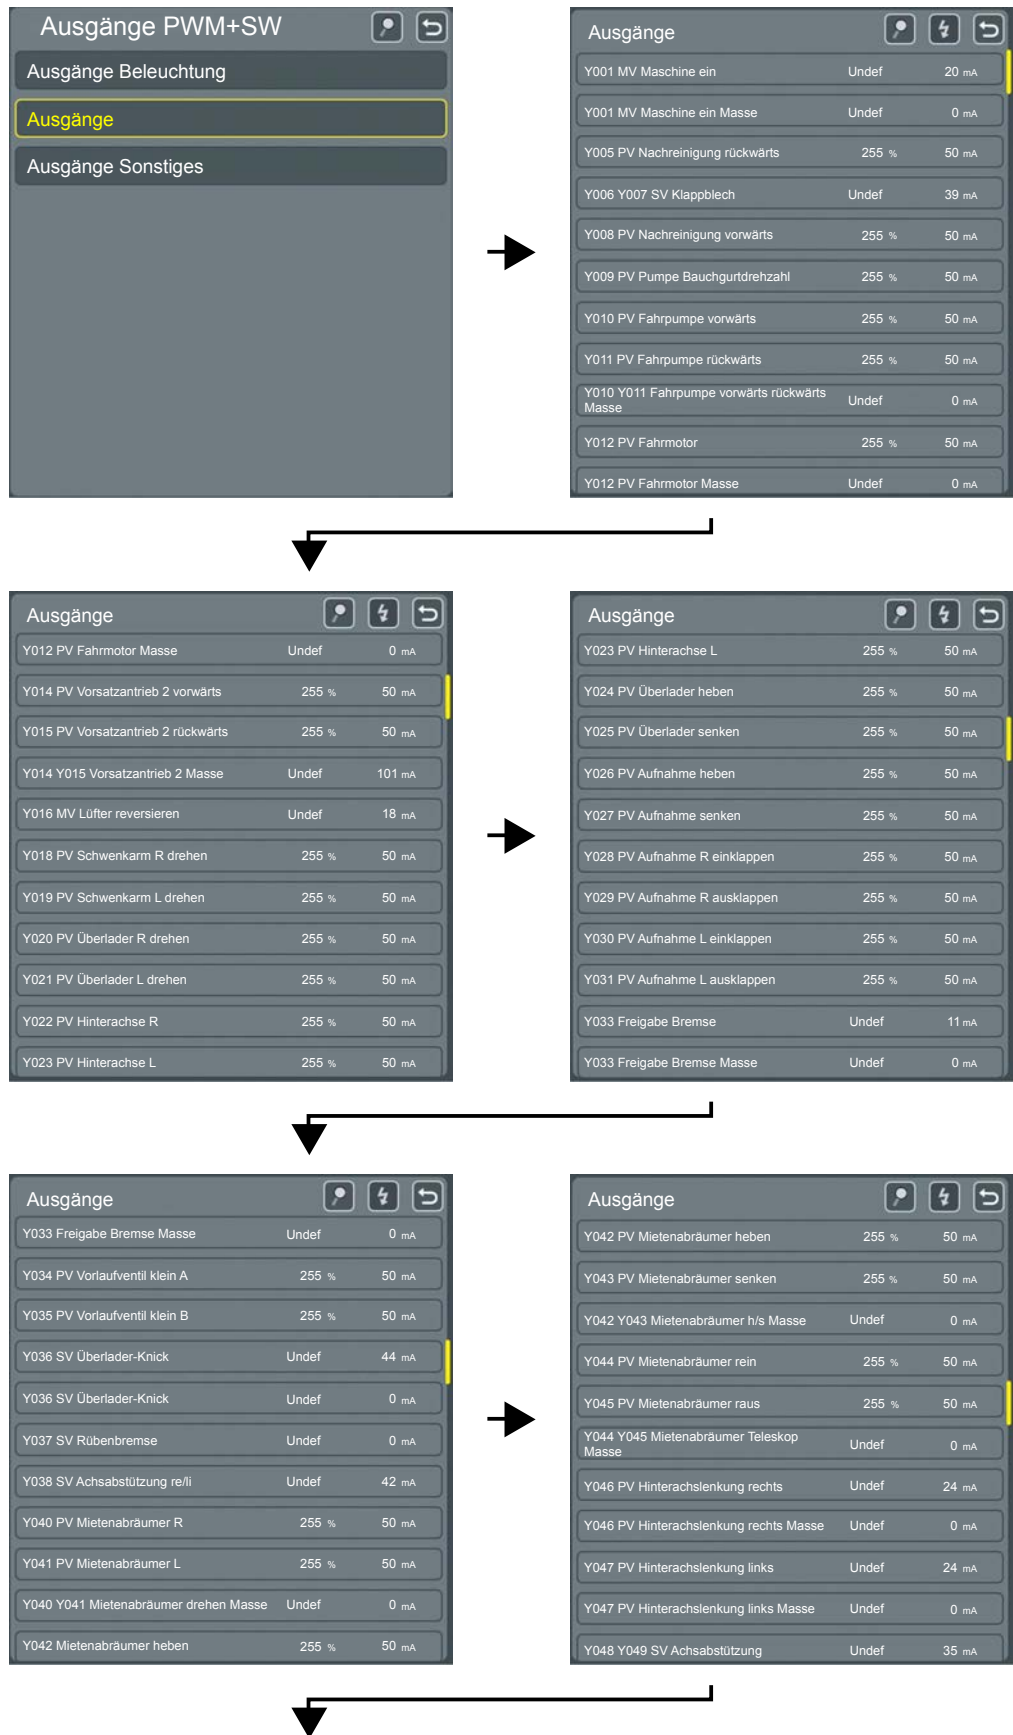 Ausgänge PWM+SW
Ausgänge Beleuchtung
Ausgänge
Ausgänge Sonstiges
Ausgänge
Y001 MV Maschine ein Undef 20 mA
Y001 MV Maschine ein Masse Undef 0 mA
Y005 PV Nachreinigung rückwärts 255 % 50 mA
Y006 Y007 SV Klappblech Undef 39 mA
Y008 PV Nachreinigung vorwärts 255 % 50 mA
Y009 PV Pumpe Bauchgurtdrehzahl 255 % 50 mA
Y010 PV Fahrpumpe vorwärts 255 % 50 mA
Y011 PV Fahrpumpe rückwärts 255 % 50 mA
Y010 Y011 Fahrpumpe vorwärts rückwärts
Masse Undef 0 mA
Y012 PV Fahrmotor 255 % 50 mA
Y012 PV Fahrmotor Masse Undef 0 mA
Ausgänge
Y012 PV Fahrmotor Masse Undef 0 mA
Y014 PV Vorsatzantrieb 2 vorwärts 255 % 50 mA
Y015 PV Vorsatzantrieb 2 rückwärts 255 % 50 mA
Y014 Y015 Vorsatzantrieb 2 Masse Undef 101 mA
Y016 MV Lüfter reversieren Undef 18 mA
Y018 PV Schwenkarm R drehen 255 % 50 mA
Y019 PV Schwenkarm L drehen 255 % 50 mA
Y020 PV Überlader R drehen 255 % 50 mA
Y021 PV Überlader L drehen 255 % 50 mA
Y022 PV Hinterachse R 255 % 50 mA
Y023 PV Hinterachse L 255 % 50 mA
Ausgänge
Y023 PV Hinterachse L 255 % 50 mA
Y024 PV Überlader heben 255 % 50 mA
Y025 PV Überlader senken 255 % 50 mA
Y026 PV Aufnahme heben 255 % 50 mA
Y027 PV Aufnahme senken 255 % 50 mA
Y028 PV Aufnahme R einklappen 255 % 50 mA
Y029 PV Aufnahme R ausklappen 255 % 50 mA
Y030 PV Aufnahme L einklappen 255 % 50 mA
Y031 PV Aufnahme L ausklappen 255 % 50 mA
Y033 Freigabe Bremse Undef 11 mA
Y033 Freigabe Bremse Masse Undef 0 mA
Ausgänge
Y033 Freigabe Bremse Masse Undef 0 mA
Y034 PV Vorlaufventil klein A 255 % 50 mA
Y035 PV Vorlaufventil klein B 255 % 50 mA
Y036 SV Überlader-Knick Undef 44 mA
Y036 SV Überlader-Knick Undef 0 mA
Y037 SV Rübenbremse Undef 0 mA
Y038 SV Achsabstützung re/li Undef 42 mA
Y040 PV Mietenabräumer R 255 % 50 mA
Y041 PV Mietenabräumer L 255 % 50 mA
Y040 Y041 Mietenabräumer drehen Masse Undef 0 mA
Y042 Mietenabräumer heben 255 % 50 mA
Ausgänge
Y042 PV Mietenabräumer heben 255 % 50 mA
Y043 PV Mietenabräumer senken 255 % 50 mA
Y042 Y043 Mietenabräumer h/s Masse Undef 0 mA
Y044 PV Mietenabräumer rein 255 % 50 mA
Y045 PV Mietenabräumer raus 255 % 50 mA
Y044 Y045 Mietenabräumer Teleskop
Masse Undef 0 mA
Y046 PV Hinterachslenkung rechts Undef 24 mA
Y046 PV Hinterachslenkung rechts Masse Undef 0 mA
Y047 PV Hinterachslenkung links Undef 24 mA
Y047 PV Hinterachslenkung links Masse Undef 0 mA
Y048 Y049 SV Achsabstützung Undef 35 mA